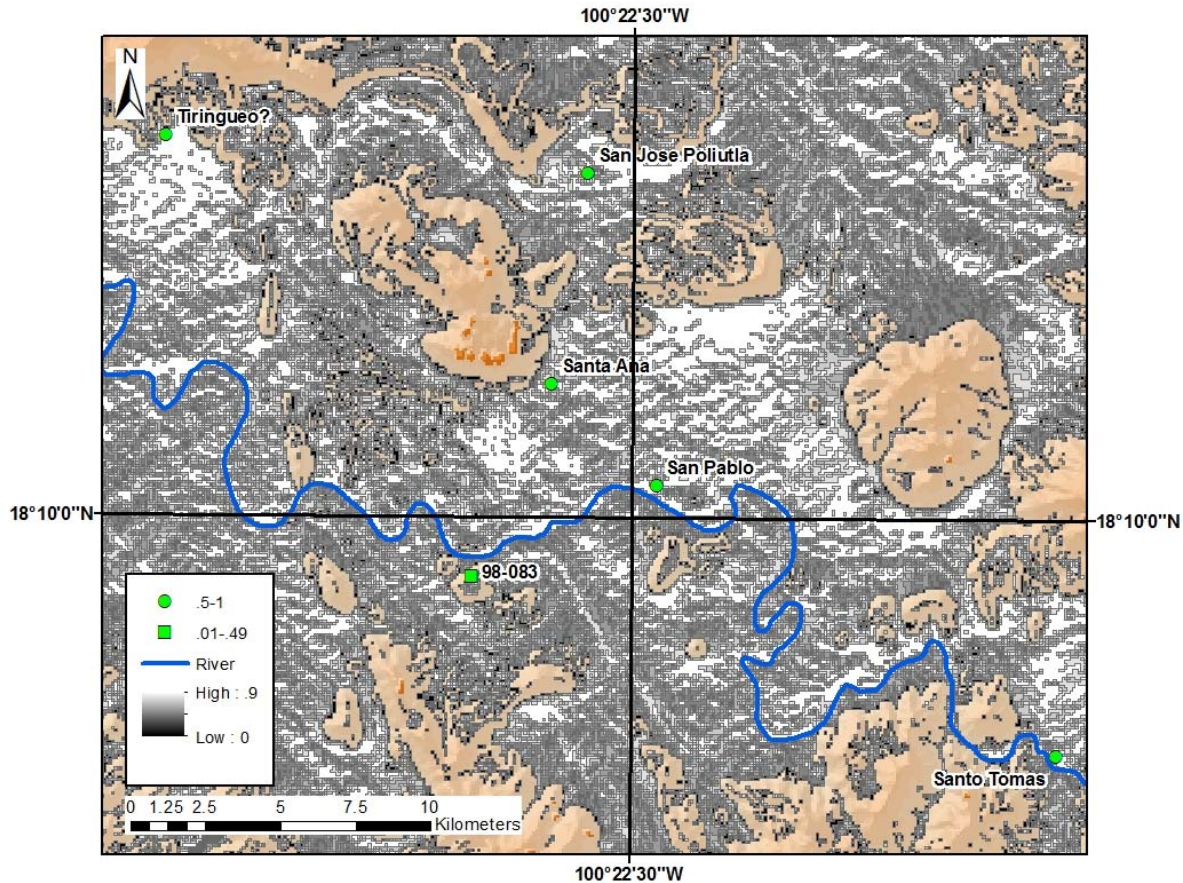 100°22'30"W
N
Tiringueo?
San Jose Poliutla
Santa Ana
San Pablo
18°10'0"N
18°10'0"N
98-083
.5-1
.01-.49
River
High : .9
Low : 0
Santo Tomas
0 1.25 2.5 5 7.5 10
Kilometers
100°22'30"W